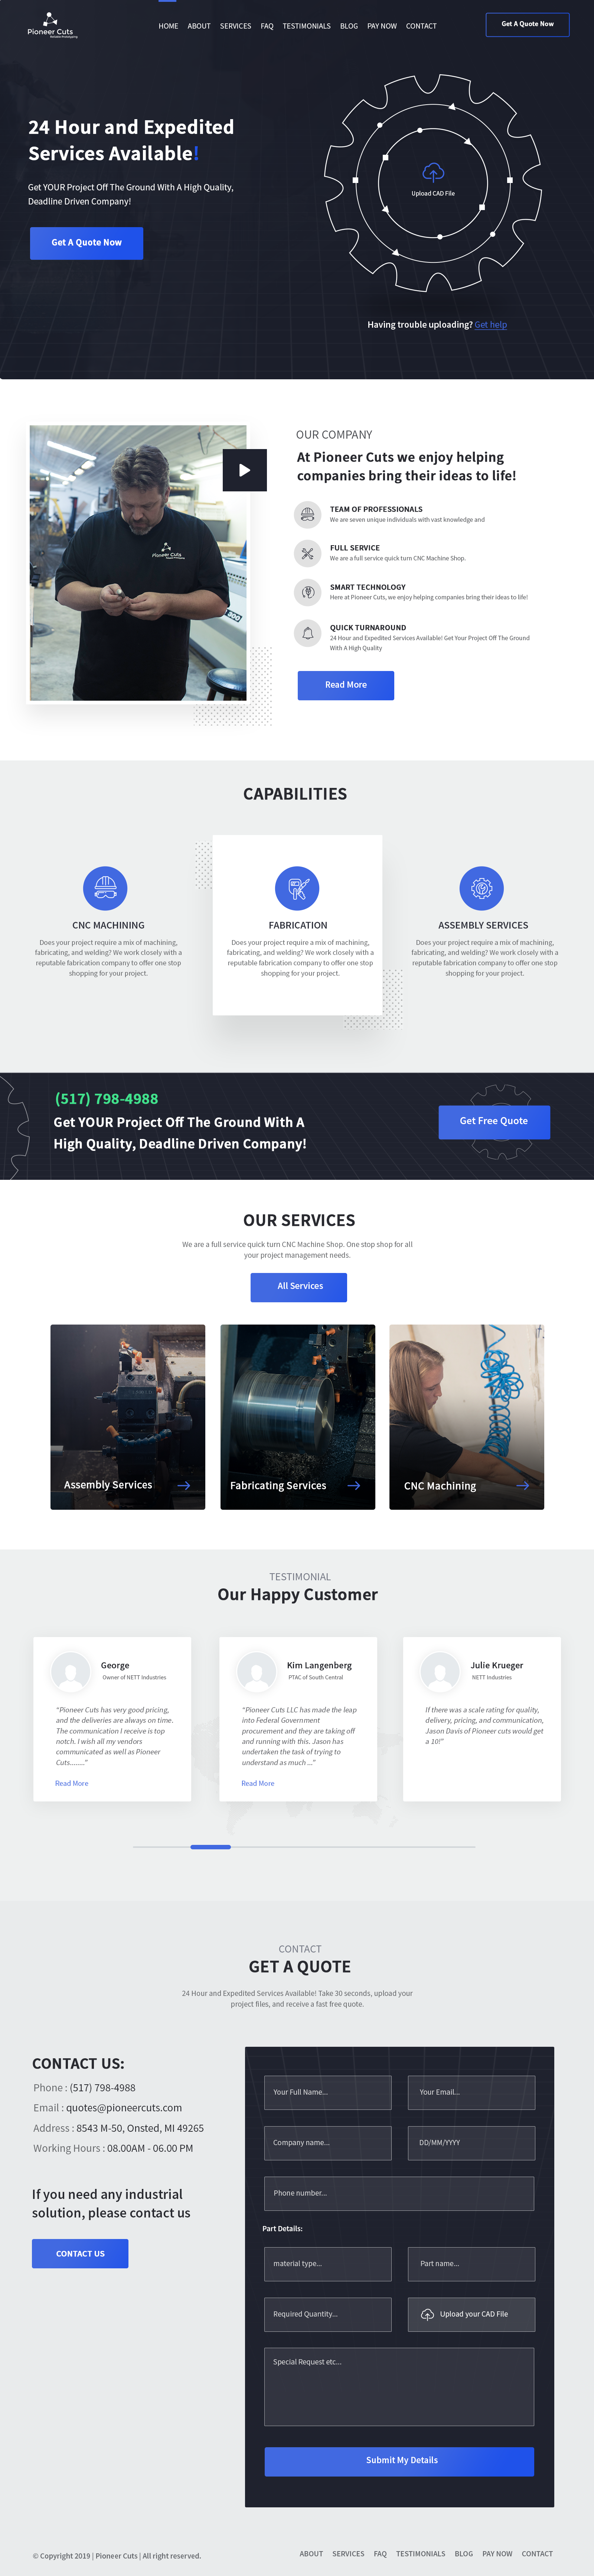 Pioneer Cuts
Reliable Prototyping
HOME ABOUT SERVICES FAQ TESTIMONIALS BLOG PAY NOW CONTACT
Get A Quote Now
24 Hour and Expedited
Services Available!
Get YOUR Project Off The Ground With A High Quality,
Deadline Driven Company!
Get A Quote Now
Upload CAD File
Having trouble uploading? Get help
Pioneer Cuts
OUR COMPANY
At Pioneer Cuts we enjoy helping
companies bring their ideas to life!
TEAM OF PROFESSIONALS
We are seven unique individuals with vast knowledge and
FULL SERVICE
We are a full service quick turn CNC Machine Shop.
SMART TECHNOLOGY
Here at Pioneer Cuts, we enjoy helping companies bring their ideas to life!
QUICK TURNAROUND
24 Hour and Expedited Services Available! Get Your Project Off The Ground
With A High Quality
Read More
CAPABILITIES
CNC MACHINING
Does your project require a mix of machining,
fabricating, and welding? We work closely with a
reputable fabrication company to offer one stop
shopping for your project.
FABRICATION
Does your project require a mix of machining,
fabricating, and welding? We work closely with a
reputable fabrication company to offer one stop
shopping for your project.
ASSEMBLY SERVICES
Does your project require a mix of machining,
fabricating, and welding? We work closely with a
reputable fabrication company to offer one stop
shopping for your project.
(517) 798-4988
Get YOUR Project Off The Ground With A
High Quality, Deadline Driven Company!
Get Free Quote
OUR SERVICES
We are a full service quick turn CNC Machine Shop. One stop shop for all
your project management needs.
All Services
Assembly Services
Fabricating Services
CNC Machining
TESTIMONIAL
Our Happy Customer
George
Owner of NETT Industries
“Pioneer Cuts has very good pricing,
and the deliveries are always on time.
The communication I receive is top
notch. I wish all my vendors
communicated as well as Pioneer
Cuts........”
Read More
Kim Langenberg
PTAC of South Central
“Pioneer Cuts LLC has made the leap
into Federal Government
procurement and they are taking off
and running with this. Jason has
undertaken the task of trying to
understand as much ...”
Read More
Julie Krueger
NETT Industries
If there was a scale rating for quality,
delivery, pricing, and communication,
Jason Davis of Pioneer cuts would get
a 10!”
CONTACT
GET A QUOTE
24 Hour and Expedited Services Available! Take 30 seconds, upload your
project files, and receive a fast free quote.
CONTACT US:
Phone : (517) 798-4988
Email : quotes@pioneercuts.com
Address : 8543 M-50, Onsted, MI 49265
Working Hours : 08.00AM - 06.00 PM
If you need any industrial
solution, please contact us
CONTACT US
Your Full Name...
Your Email...
Company name...
DD/MM/YYYY
Phone number...
Part Details:
material type...
Part name...
Required Quantity...
Upload your CAD File
Special Request etc...
Submit My Details
© Copyright 2019 | Pioneer Cuts | All right reserved.
ABOUT SERVICES FAQ TESTIMONIALS BLOG PAY NOW CONTACT